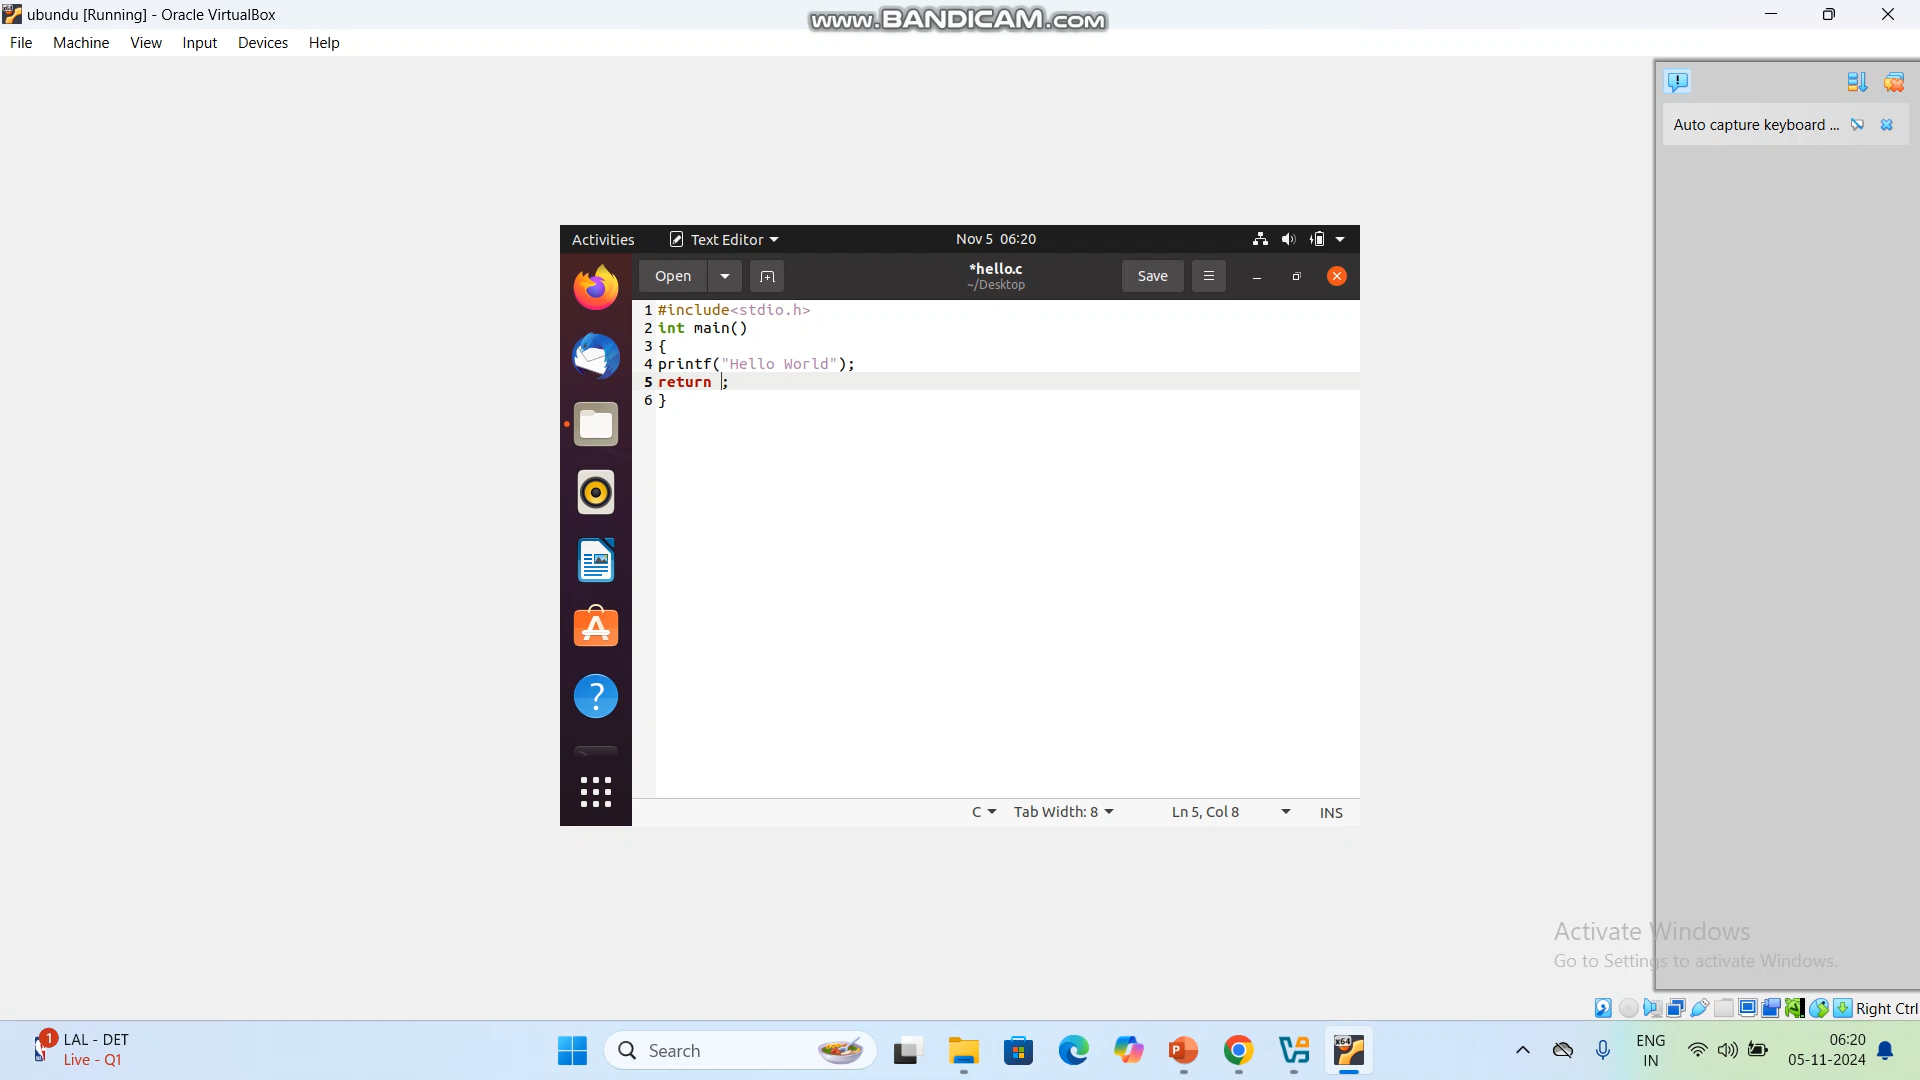 ubundu [Running] - Oracle VirtualBox
www.BANDICAM.com
File Machine View Input Devices Help
Auto capture keyboard ...
Activities Text Editor Nov 5 06:20
Open *hello.c Save
~/Desktop
1 #include<stdio.h>
2 int main()
3 {
4 printf("Hello World");
5 return ;
6 }
C Tab Width: 8 Ln 5, Col 8 INS
Activate Windows
Go to Settings to activate Windows.
Right Ctrl
1 LAL - DET
Live - Q1
Search
ENG
IN
06:20
05-11-2024